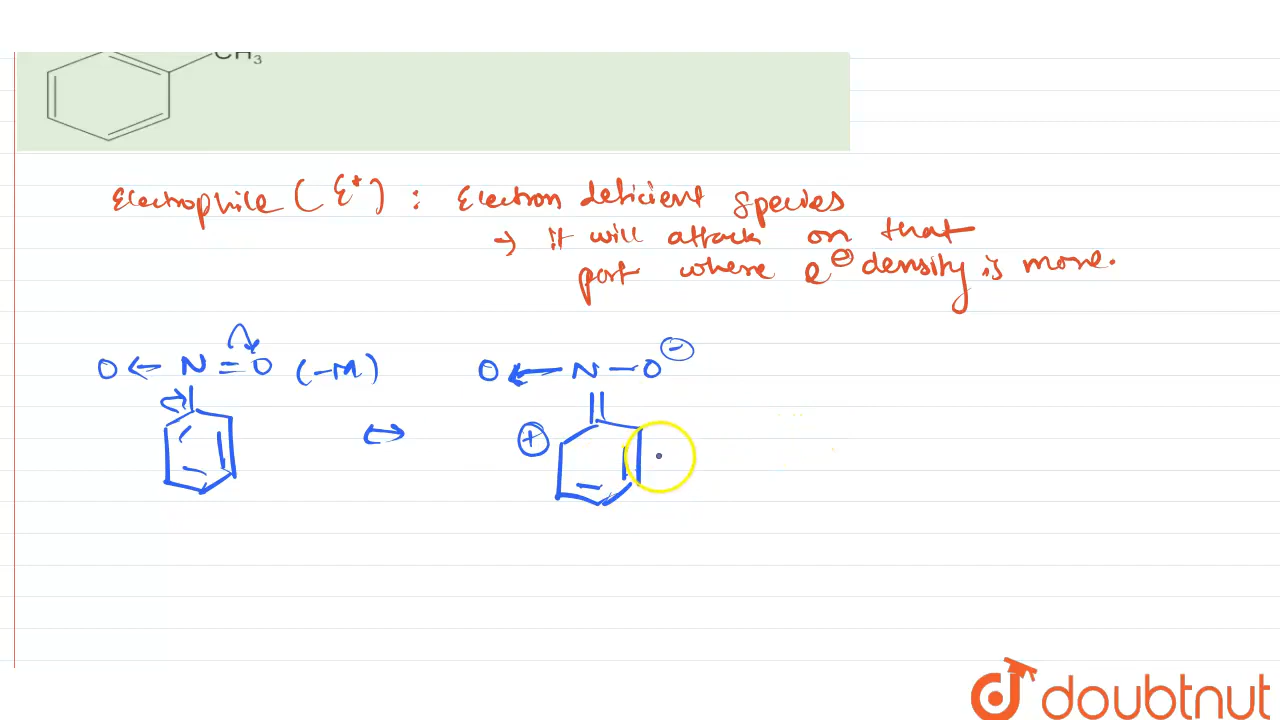 CH3
Electrophile (E+) : Electron deficient species
→ it will attack on that
part where e⊖ density is more.
O ← N = O (-M)
O ← N - O ⊖
↔
⊕
doubtnut